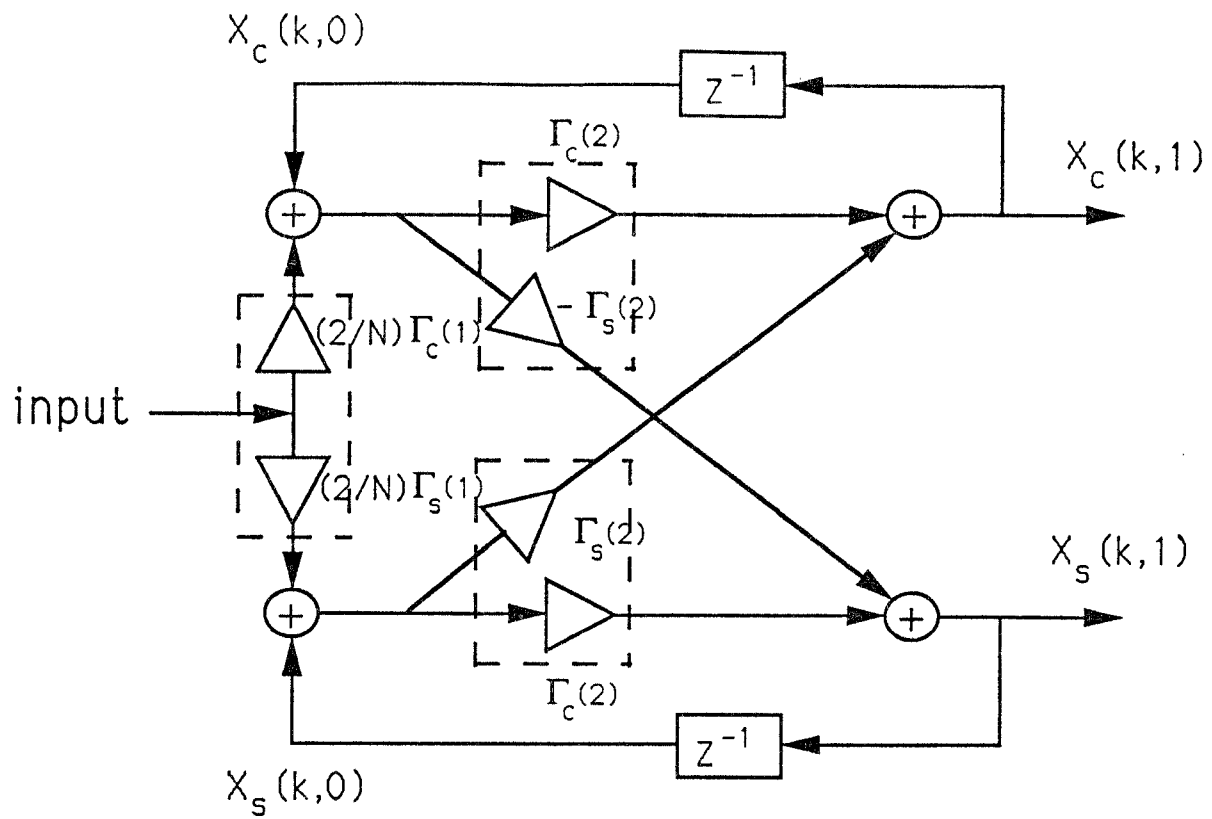 X_c(k,0)
Z^{-1}
Γ_c(2)
X_c(k,1)
+
+
- Γ_s(2)
(2/N) Γ_c(1)
input
(2/N) Γ_s(1)
Γ_s(2)
X_s(k,1)
+
+
Γ_c(2)
Z^{-1}
X_s(k,0)